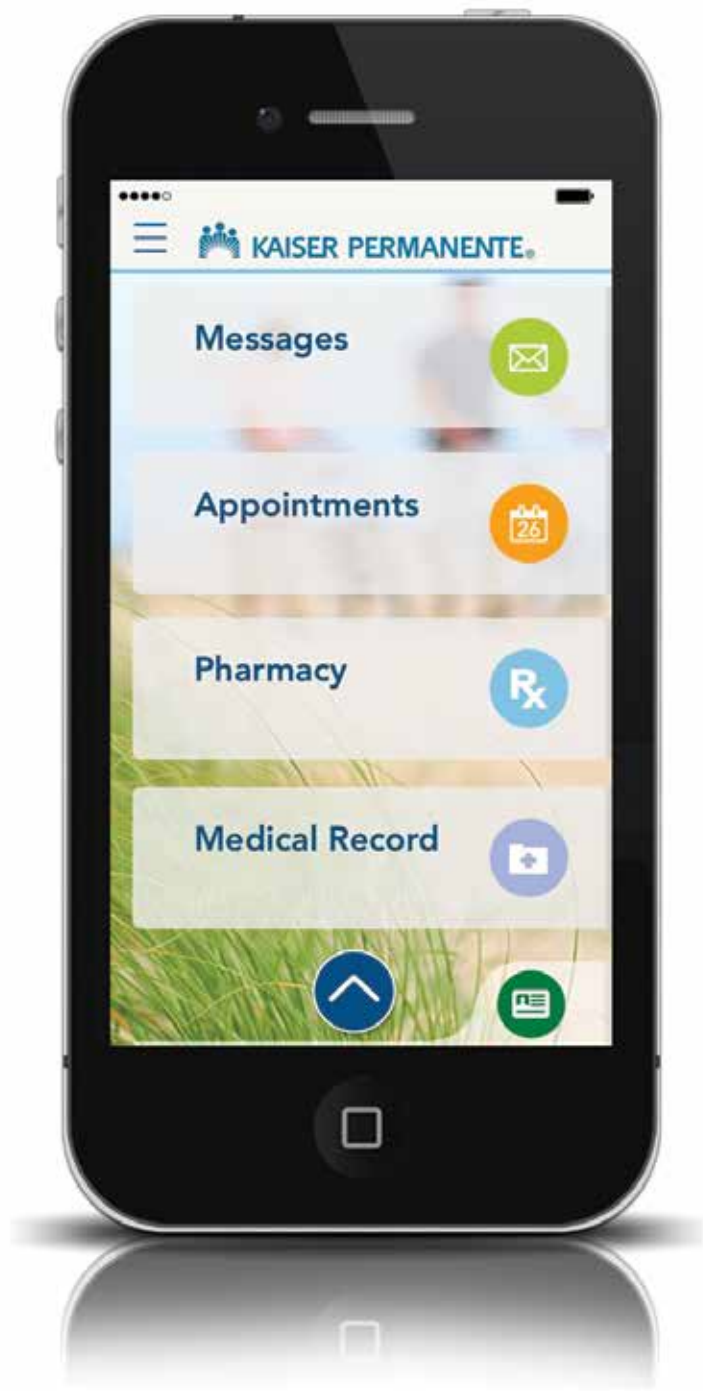 KAISER PERMANENTE®
Messages
Appointments
26
Pharmacy
Rx
Medical Record